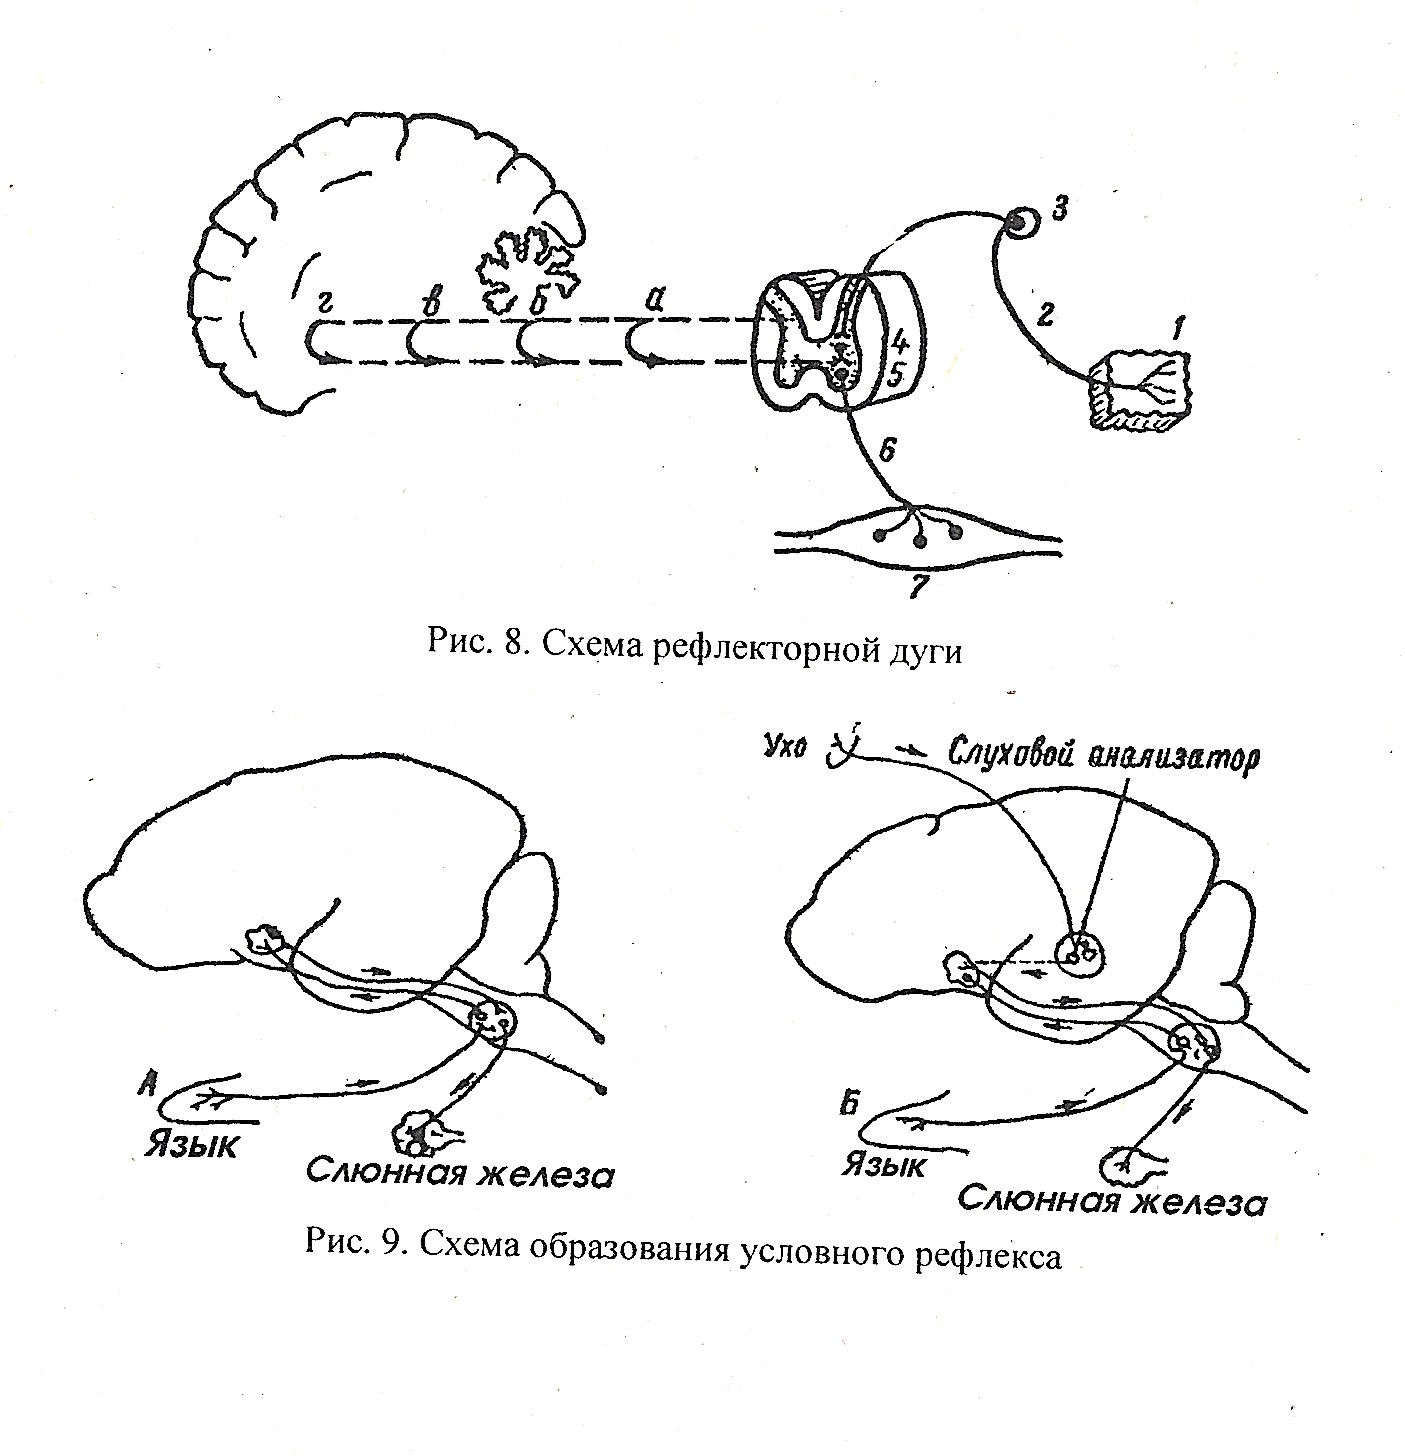 г в б а 3
2 1
4
5
6
7
Рис. 8. Схема рефлекторной дуги
Ухо Слуховой анализатор
А
Язык
Слюнная железа
Б
Язык
Слюнная железа
Рис. 9. Схема образования условного рефлекса